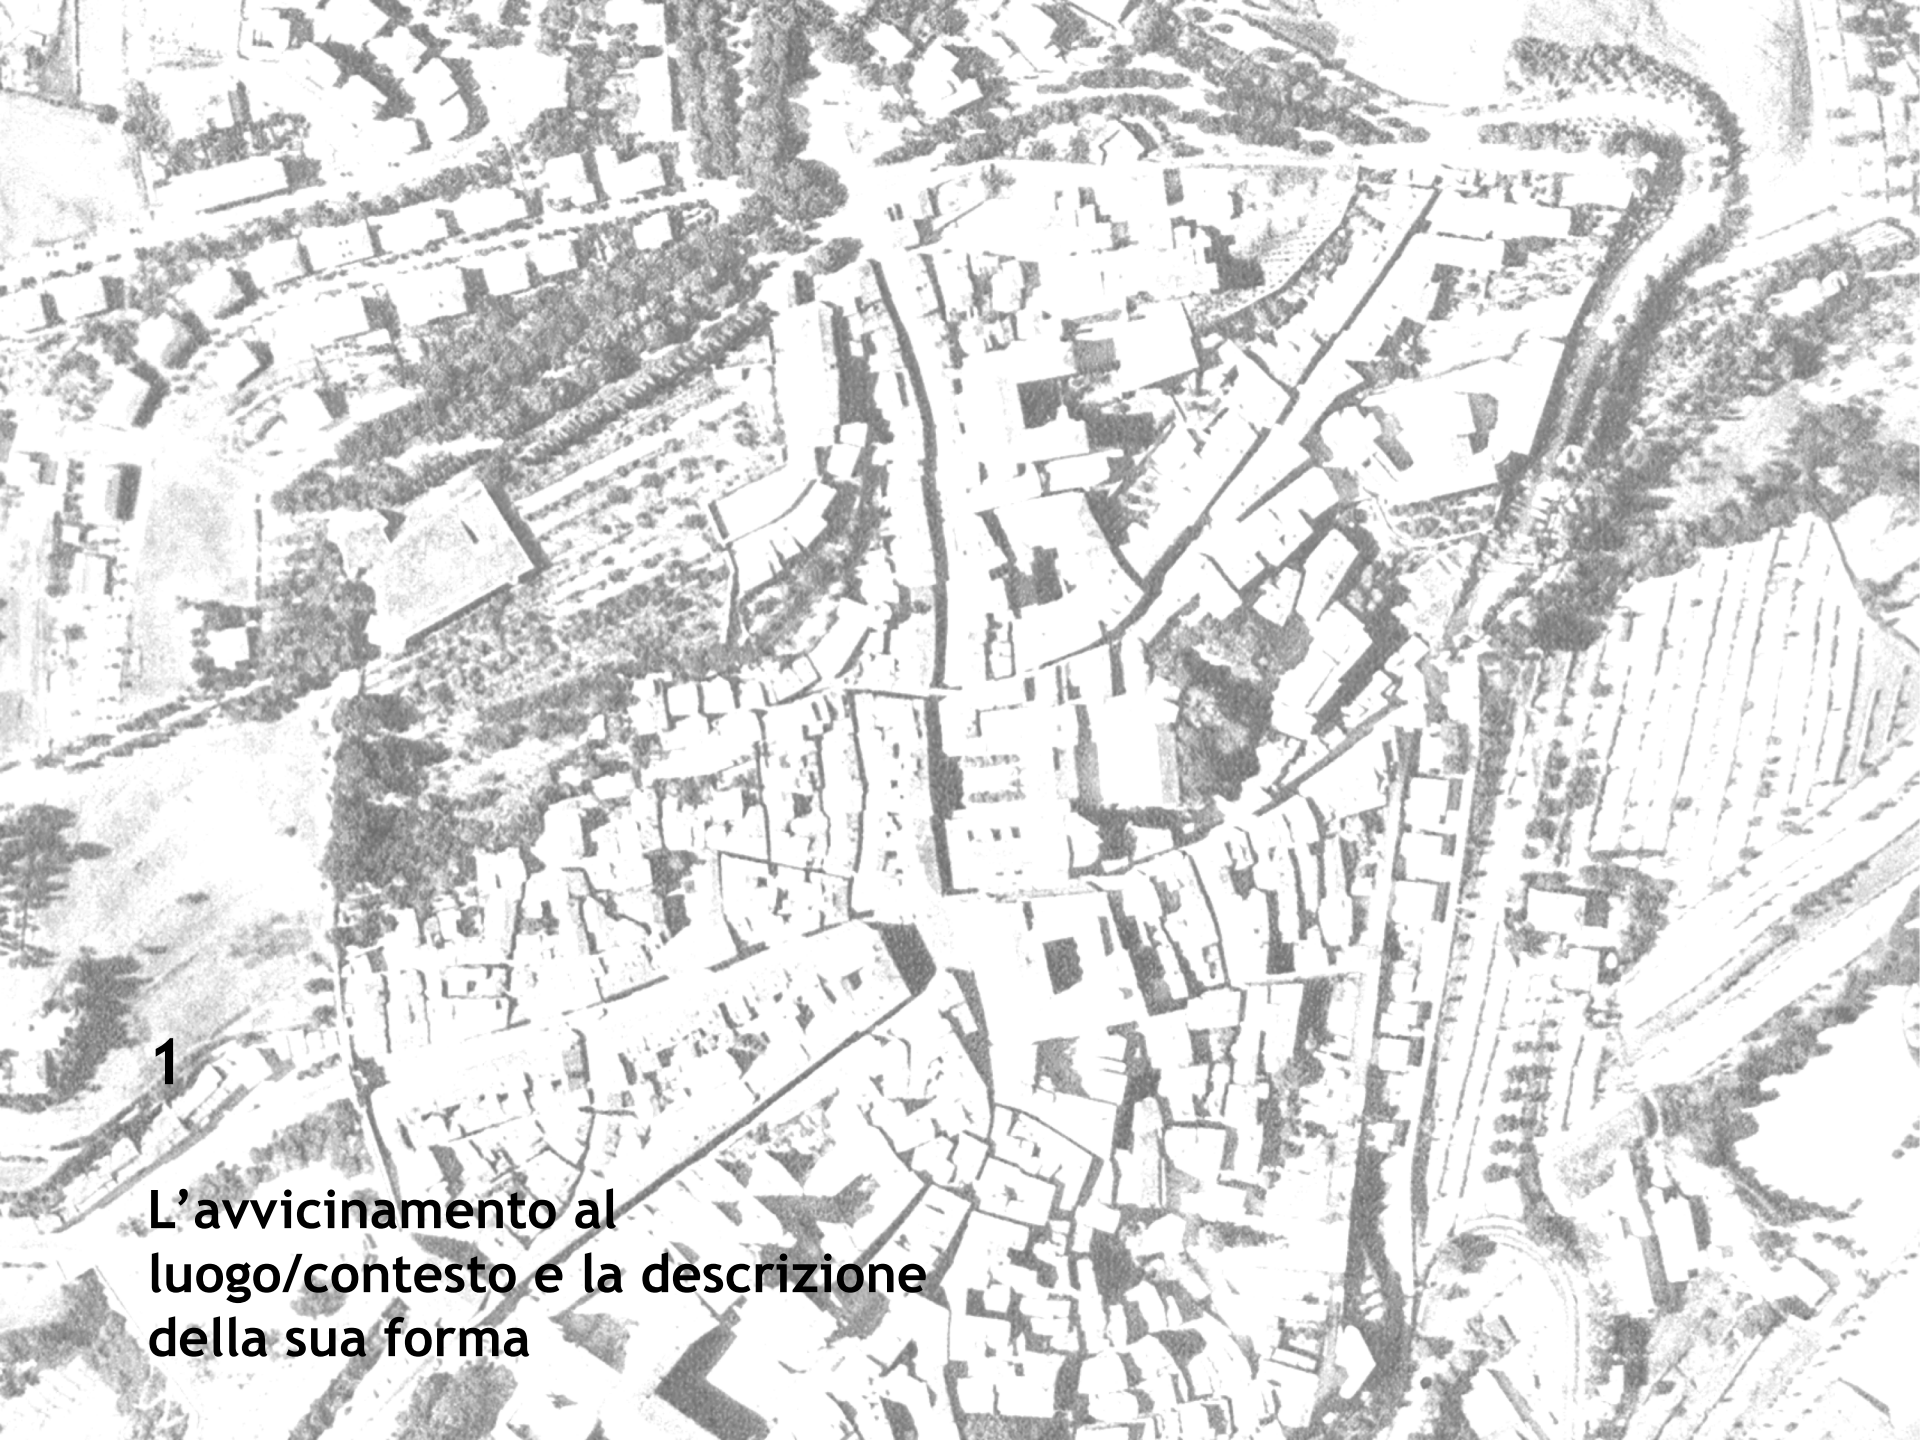 1
L’avvicinamento al
luogo/contesto e la descrizione
della sua forma